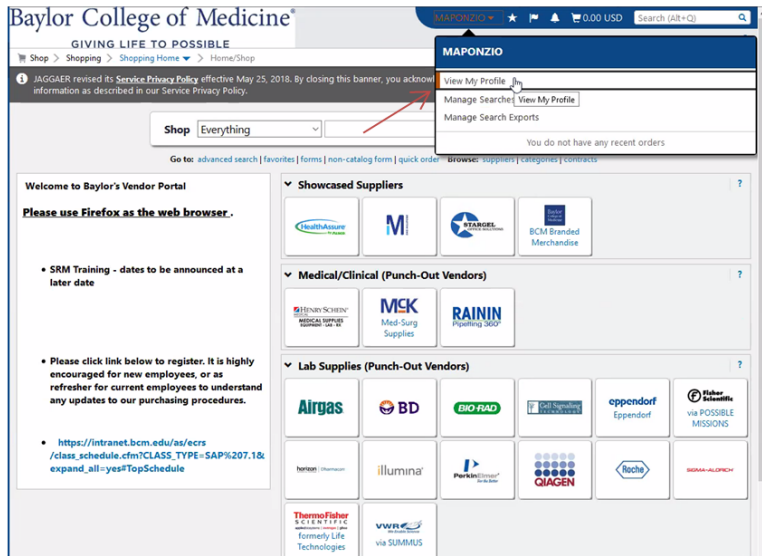 Baylor College of Medicine®
GIVING LIFE TO POSSIBLE
MAPONZIO
0.00 USD
Search (Alt+Q)
MAPONZIO
View My Profile
Manage Searches
View My Profile
Manage Search Exports
You do not have any recent orders
Shop > Shopping > Shopping Home > Home/Shop
JAGGAER revised its Service Privacy Policy effective May 25, 2018. By closing this banner, you
information as described in our Service Privacy Policy.
Shop Everything
Go to: advanced search | favorites | forms | non-catalog form | quick order Browse: suppliers | categories | contracts
Welcome to Baylor's Vendor Portal
Please use Firefox as the web browser .
• SRM Training - dates to be announced at a
later date
• Please click link below to register. It is highly
encouraged for new employees, or as
refresher for current employees to understand
any updates to our purchasing procedures.
• https://intranet.bcm.edu/as/ecrs
/class_schedule.cfm?CLASS_TYPE=SAP%207.1&
expand_all=yes#TopSchedule
Showcased Suppliers ?
HealthAssure
STARGEL
OFFICE SOLUTIONS
Baylor
College of
Medicine
BCM Branded
Merchandise
Medical/Clinical (Punch-Out Vendors) ?
HENRY SCHEIN®
MEDICAL SUPPLIES
EQUIPMENT - LAB - RX
McK
Med-Surg
Supplies
RAININ
Pipetting 360°
Lab Supplies (Punch-Out Vendors) ?
Airgas
BD
BIO-RAD
Cell Signaling
TECHNOLOGY
eppendorf
Eppendorf
Fisher
Scientific
via POSSIBLE
MISSIONS
horizon
illumina
PerkinElmer
For the Better
QIAGEN
Roche
SIGMA-ALDRICH
ThermoFisher
SCIENTIFIC
formerly Life
Technologies
VWR
via SUMMUS